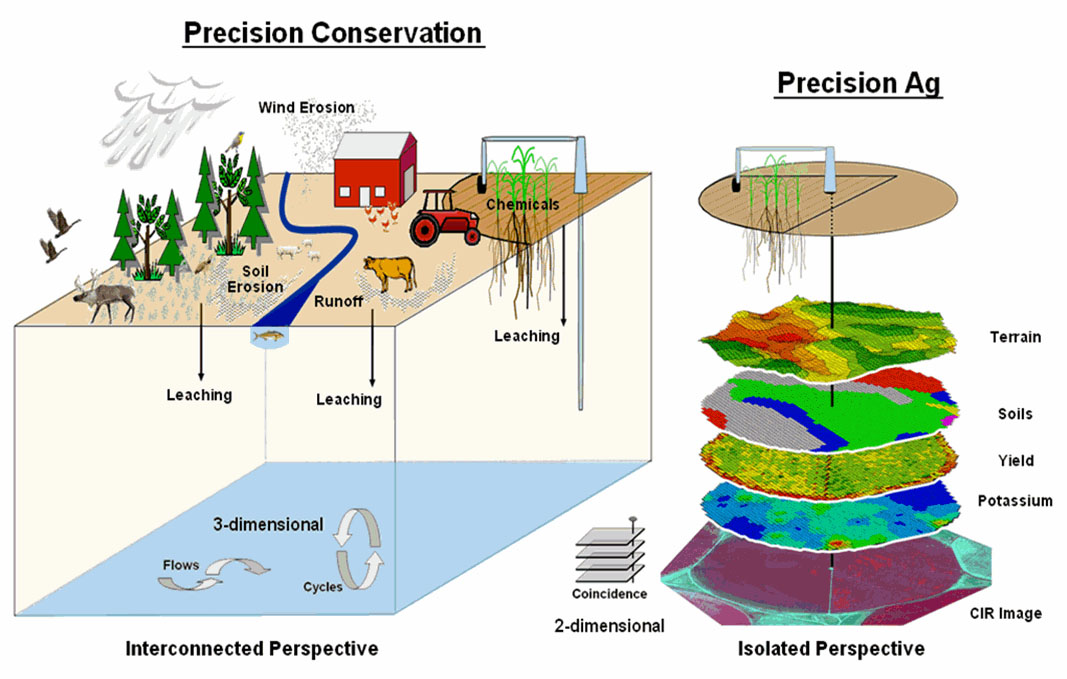 Precision Conservation
Precision Ag
Wind Erosion
Chemicals
Soil
Erosion
Runoff
Leaching
Leaching
Leaching
Terrain
Soils
Yield
Potassium
3-dimensional
Flows
Cycles
Coincidence
2-dimensional
CIR Image
Interconnected Perspective
Isolated Perspective